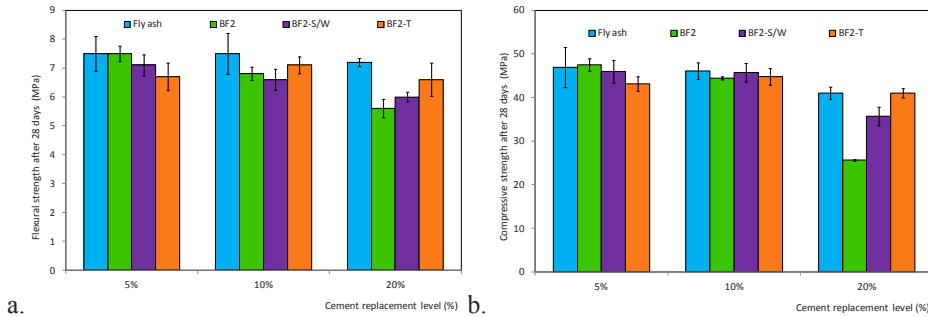 Flexural strength after 28 days (MPa)
9
8
7
6
5
4
3
2
1
0
Fly ash BF2 BF2-S/W BF2-T
5% 10% 20%
Cement replacement level (%)
a.
Compressive strength after 28 days (MPa)
60
50
40
30
20
10
0
Fly ash BF2 BF2-S/W BF2-T
5% 10% 20%
Cement replacement level (%)
b.